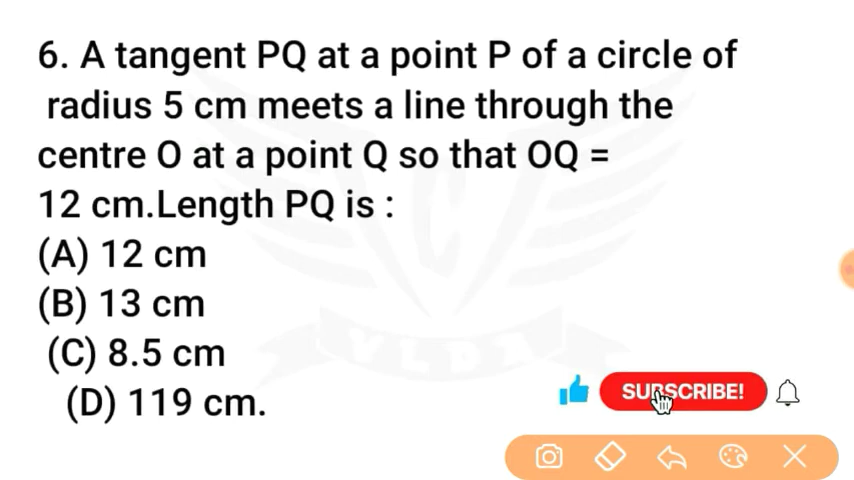 6. A tangent PQ at a point P of a circle of
radius 5 cm meets a line through the
centre O at a point Q so that OQ =
12 cm.Length PQ is :
(A) 12 cm
(B) 13 cm
(C) 8.5 cm
(D) 119 cm.
SUBSCRIBE!
VLDX